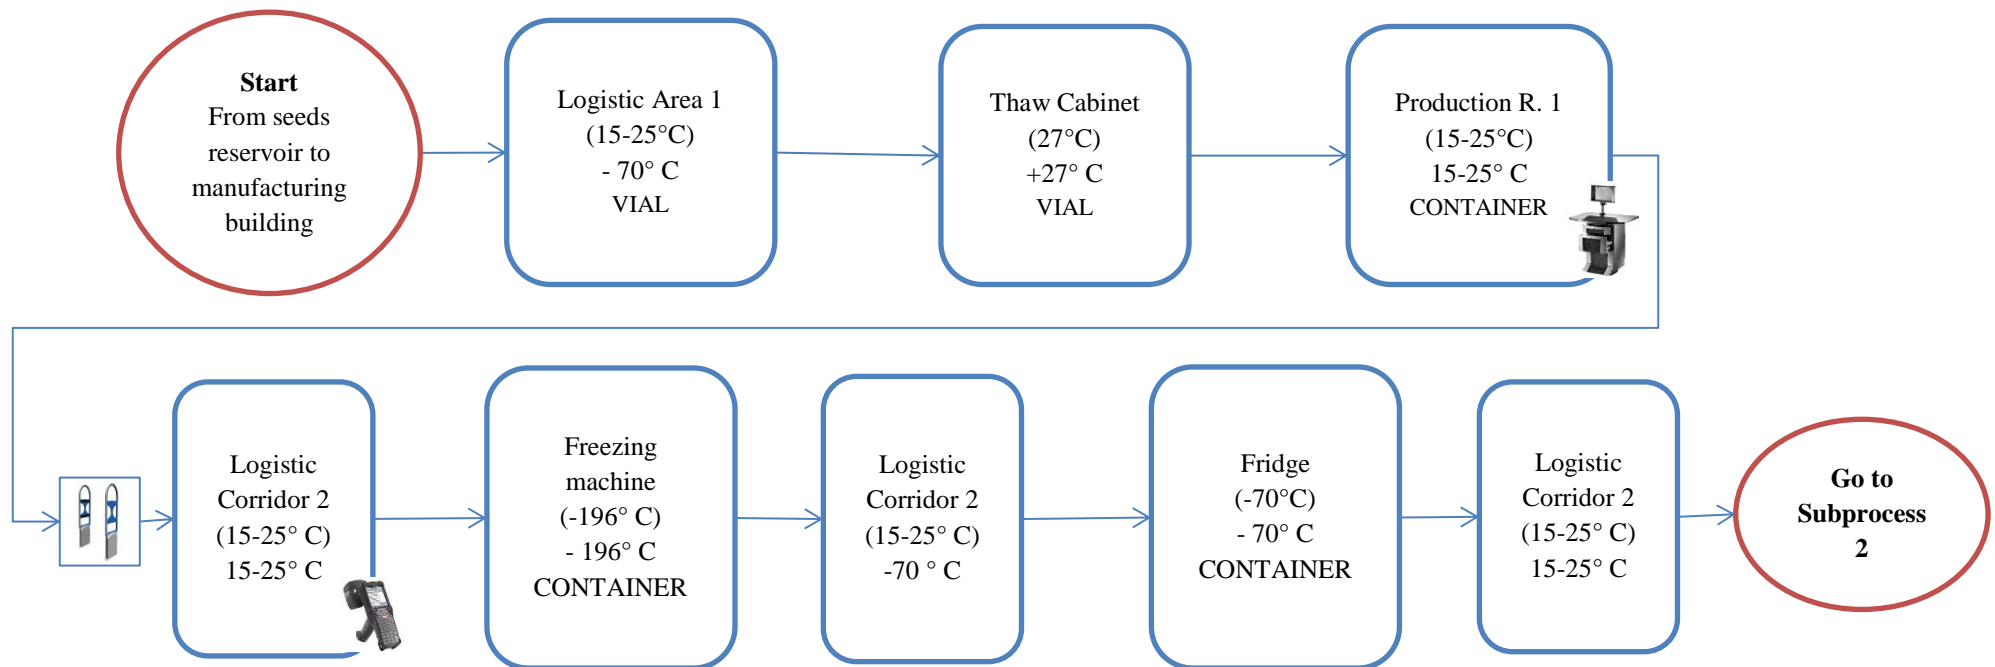 Start
From seeds
reservoir to
manufacturing
building
Logistic Area 1
(15-25°C)
- 70° C
VIAL
Thaw Cabinet
(27°C)
+27° C
VIAL
Production R. 1
(15-25°C)
15-25° C
CONTAINER
Logistic
Corridor 2
(15-25° C)
15-25° C
Freezing
machine
(-196° C)
- 196° C
CONTAINER
Logistic
Corridor 2
(15-25° C)
-70 ° C
Fridge
(-70°C)
- 70° C
CONTAINER
Logistic
Corridor 2
(15-25° C)
15-25° C
Go to
Subprocess
2